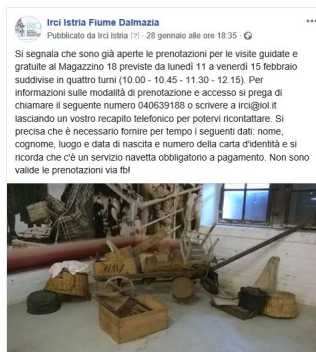 IRCI
Irci Istria Fiume Dalmazia
Pubblicato da Irci Istria [?] · 28 gennaio alle ore 18:35 ·
Si segnala che sono già aperte le prenotazioni per le visite guidate e
gratuite al Magazzino 18 previste da lunedì 11 a venerdì 15 febbraio
suddivise in quattro turni (10.00 - 10.45 - 11.30 - 12.15). Per
informazioni sulle modalità di prenotazione e accesso si prega di
chiamare il seguente numero 040639188 o scrivere a irci@iol.it
lasciando un vostro recapito telefonico per potervi ricontattare. Si
precisa che è necessario fornire per tempo i seguenti dati: nome,
cognome, luogo e data di nascita e numero della carta d'identità e si
ricorda che c'è un servizio navetta obbligatorio a pagamento. Non sono
valide le prenotazioni via fb!